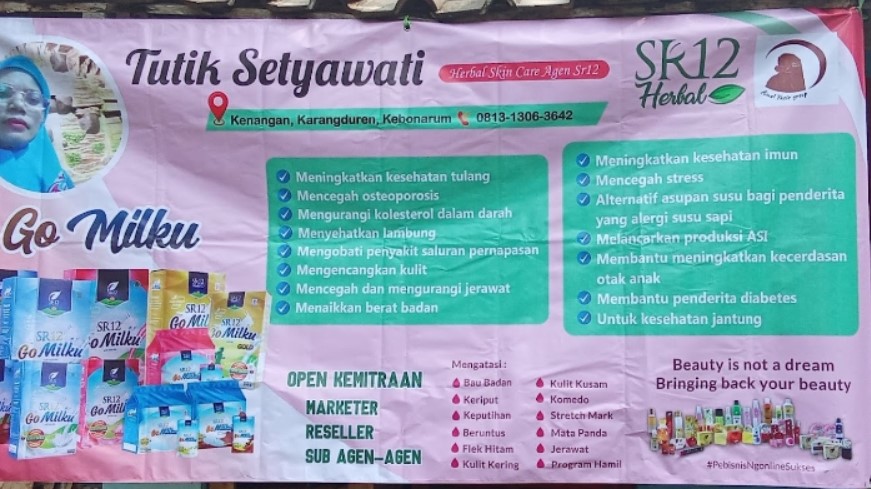 Tutik Setyawati
Herbal Skin Care Agen Sr12
Kenangan, Karangduren, Kebonarum 0813-1306-3642
SR12
Herbal
Go Milku
Meningkatkan kesehatan tulang
Mencegah osteoporosis
Mengurangi kolesterol dalam darah
Menyehatkan lambung
Mengobati penyakit saluran pernapasan
Mengencangkan kulit
Mencegah dan mengurangi jerawat
Menaikkan berat badan
Meningkatkan kesehatan imun
Mencegah stress
Alternatif asupan susu bagi penderita
yang alergi susu sapi
Melancarkan produksi ASI
Membantu meningkatkan kecerdasan
otak anak
Membantu penderita diabetes
Untuk kesehatan jantung
SR12
Go Milku
SR12
Go Milku
SR12
Go Milku
SR12
Go Milku
GOLD
SR12
Go Milku
SR12
Go Milku
OPEN KEMITRAAN
MARKETER
RESELLER
SUB AGEN-AGEN
Mengatasi :
Bau Badan
Keriput
Keputihan
Beruntus
Flek Hitam
Kulit Kering
Kulit Kusam
Komedo
Stretch Mark
Mata Panda
Jerawat
Program Hamil
Beauty is not a dream
Bringing back your beauty
#PebisnisNgonlineSukses